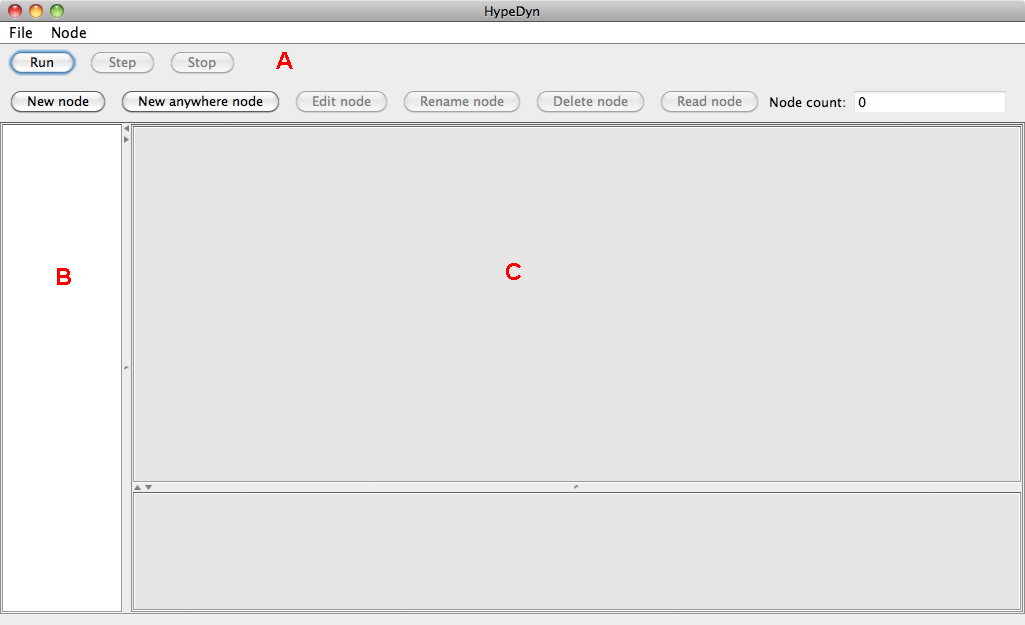 HypeDyn
File Node
Run Step Stop A
New node New anywhere node Edit node Rename node Delete node Read node Node count: 0
B
C